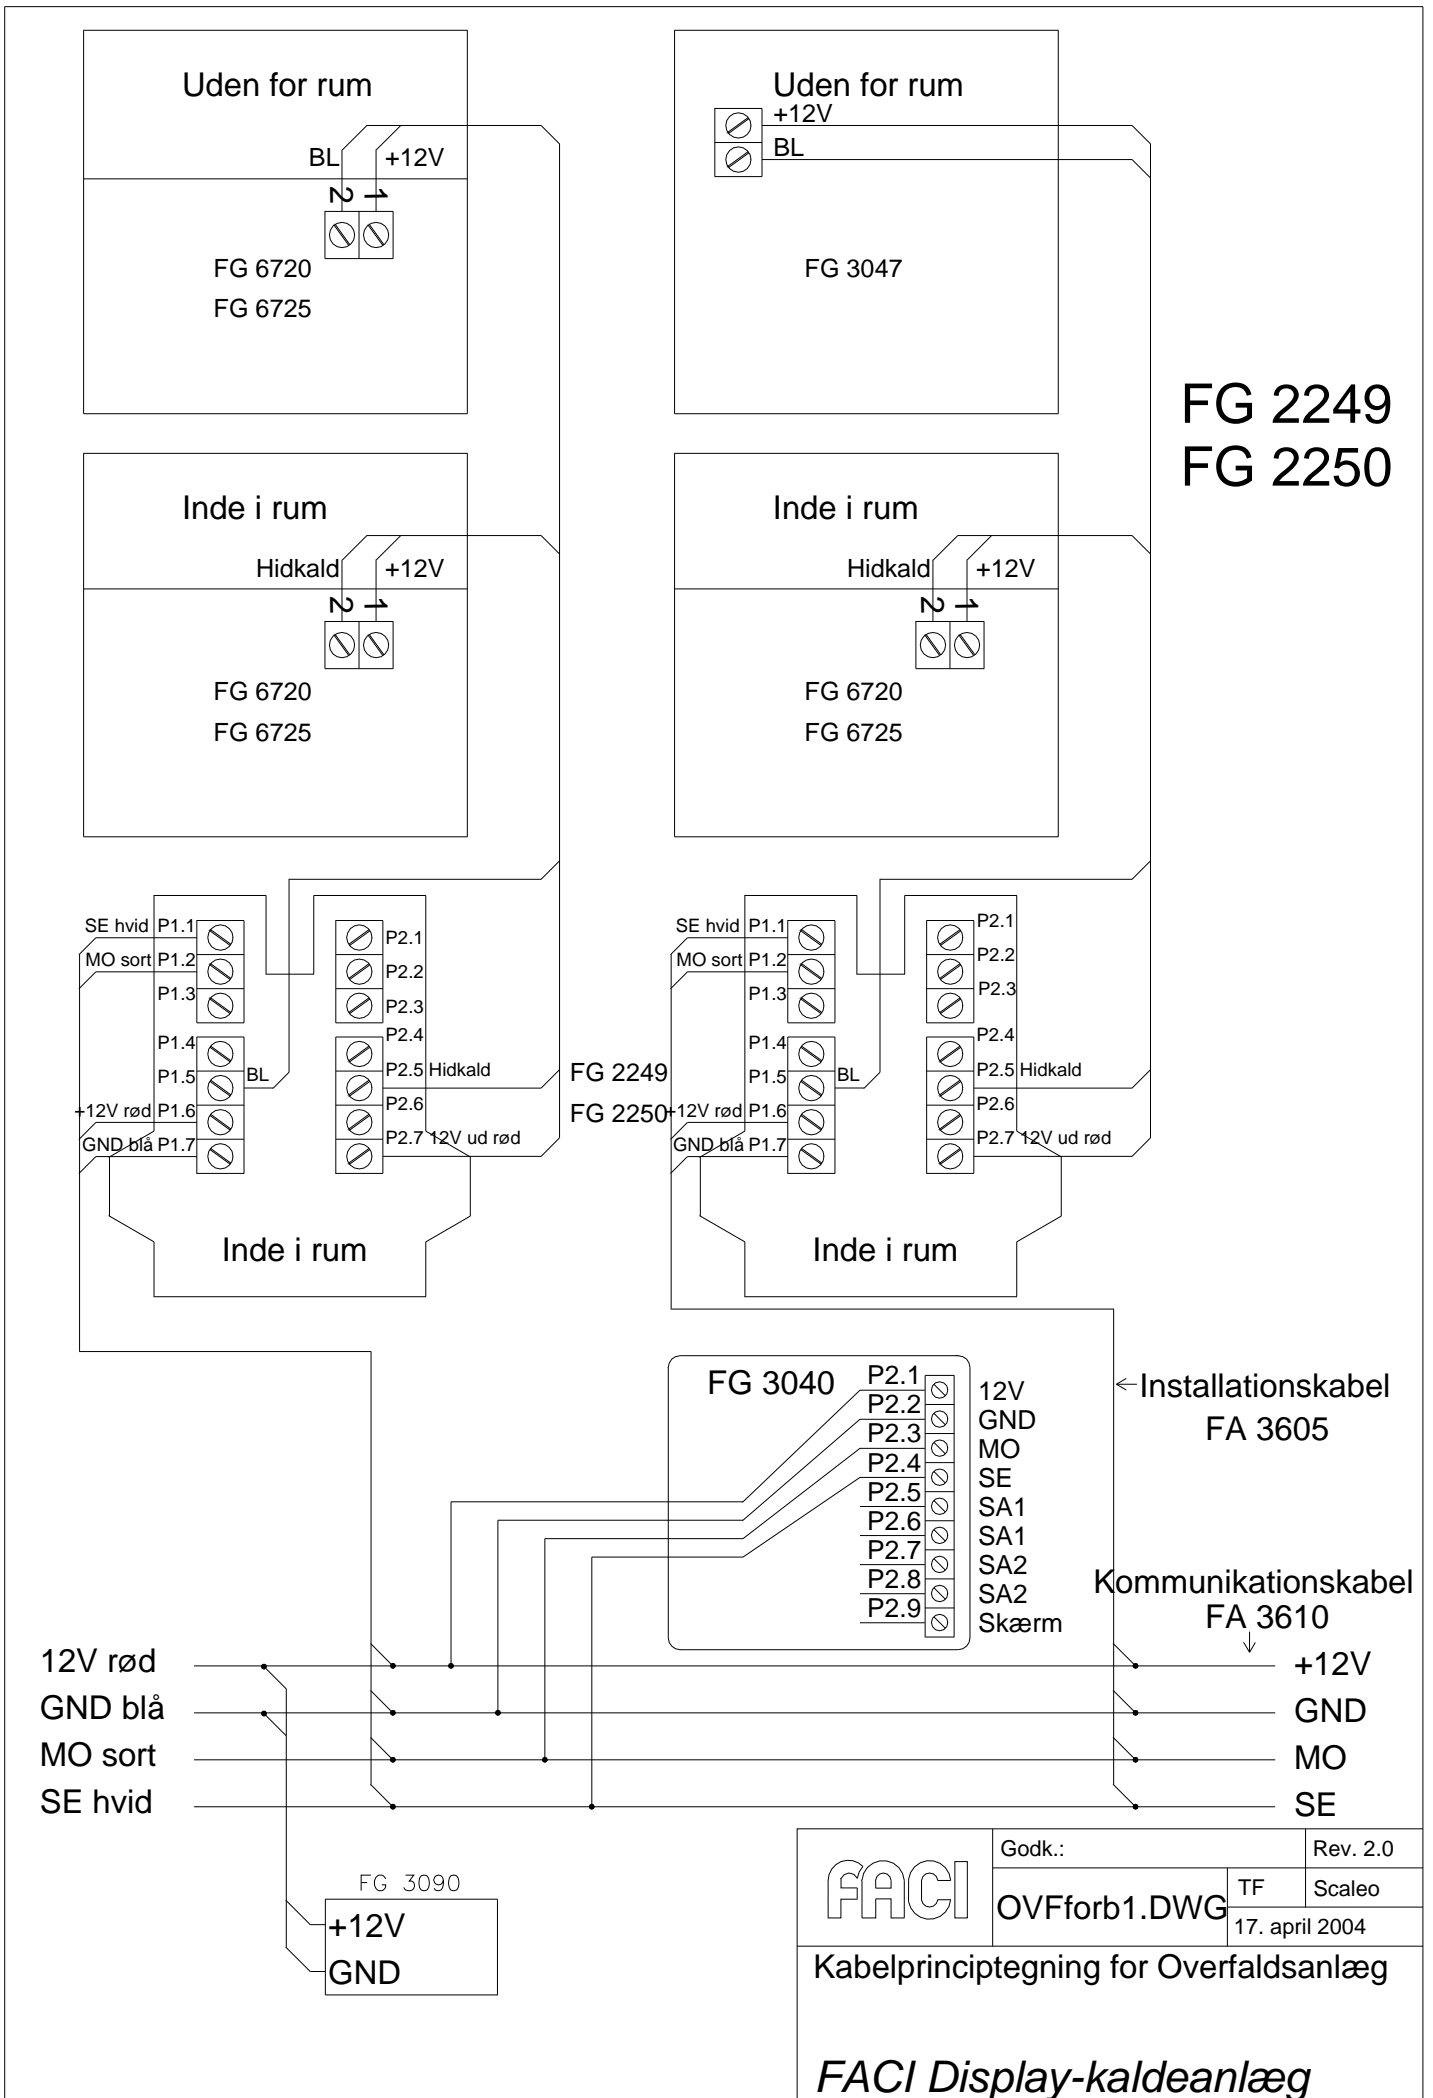 Uden for rum
BL
+12V
2 1
FG 6720
FG 6725
Uden for rum
+12V
BL
FG 3047
FG 2249
FG 2250
Inde i rum
Hidkald
+12V
2 1
FG 6720
FG 6725
Inde i rum
Hidkald
+12V
2 1
FG 6720
FG 6725
SE hvid P1.1
MO sort P1.2
P1.3
P1.4
P1.5
BL
+12V rød P1.6
GND blå P1.7
P2.1
P2.2
P2.3
P2.4
P2.5 Hidkald
P2.6
P2.7 12V ud rød
Inde i rum
FG 2249
FG 2250
SE hvid P1.1
MO sort P1.2
P1.3
P1.4
P1.5
BL
+12V rød P1.6
GND blå P1.7
P2.1
P2.2
P2.3
P2.4
P2.5 Hidkald
P2.6
P2.7 12V ud rød
Inde i rum
FG 3040
P2.1 12V
P2.2 GND
P2.3 MO
P2.4 SE
P2.5 SA1
P2.6 SA1
P2.7 SA2
P2.8 SA2
P2.9 Skærm
Installationskabel
FA 3605
Kommunikationskabel
FA 3610
12V rød
GND blå
MO sort
SE hvid
+12V
GND
MO
SE
FG 3090
+12V
GND
FACI
Godk.:
Rev. 2.0
OVFforb1.DWG
TF
Scaleo
17. april 2004
Kabelprinciptegning for Overfaldsanlæg
FACI Display-kaldeanlæg